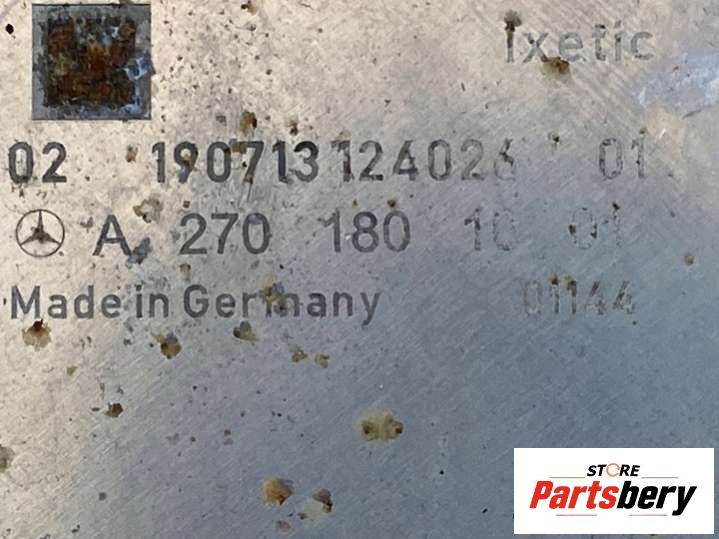 ixetic
02 190713124026 01
A 270 180 10 01
Made in Germany 01144
STORE
Partsbery